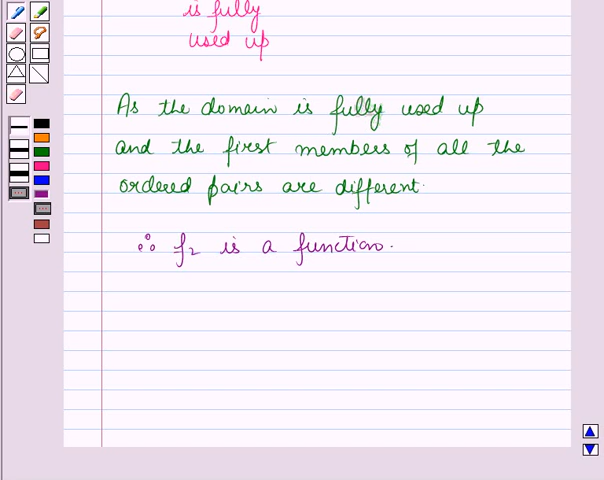 is fully
used up
As the domain is fully used up
and the first members of all the
ordered pairs are different.
∴ f₂ is a function.